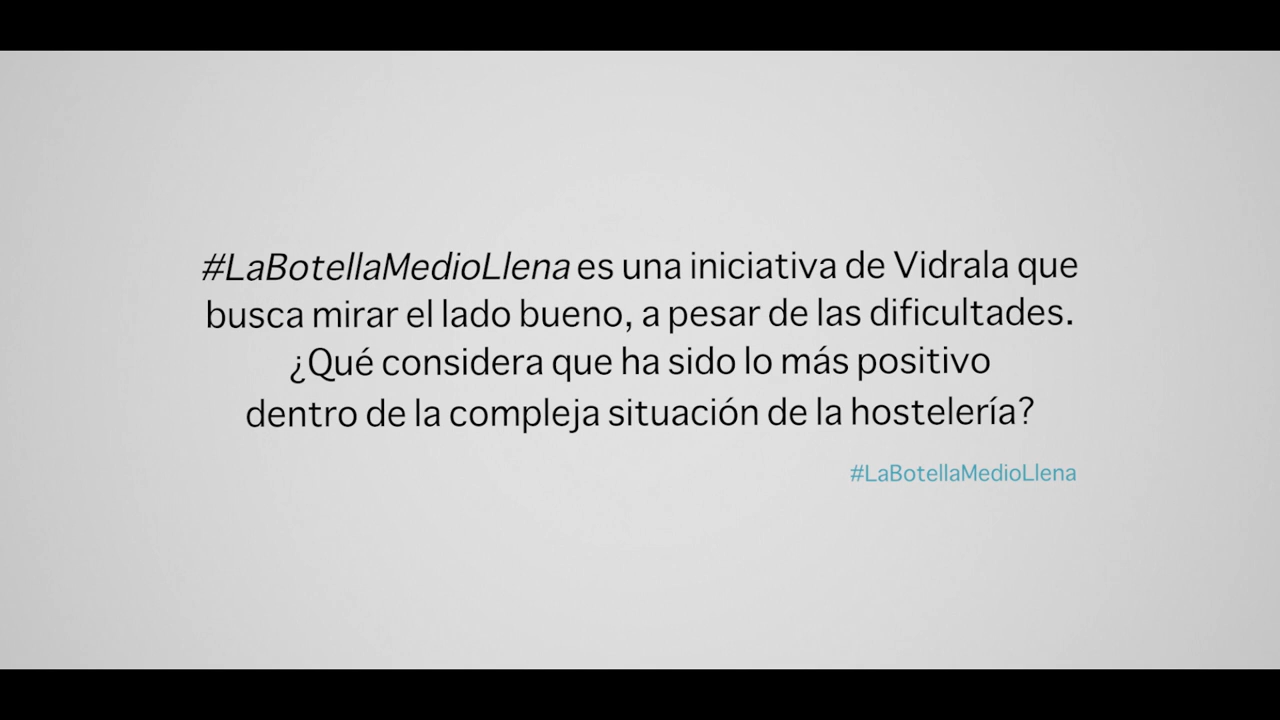 #LaBotellaMedioLlena es una iniciativa de Vidrala que
busca mirar el lado bueno, a pesar de las dificultades.
¿Qué considera que ha sido lo más positivo
dentro de la compleja situación de la hostelería?
#LaBotellaMedioLlena